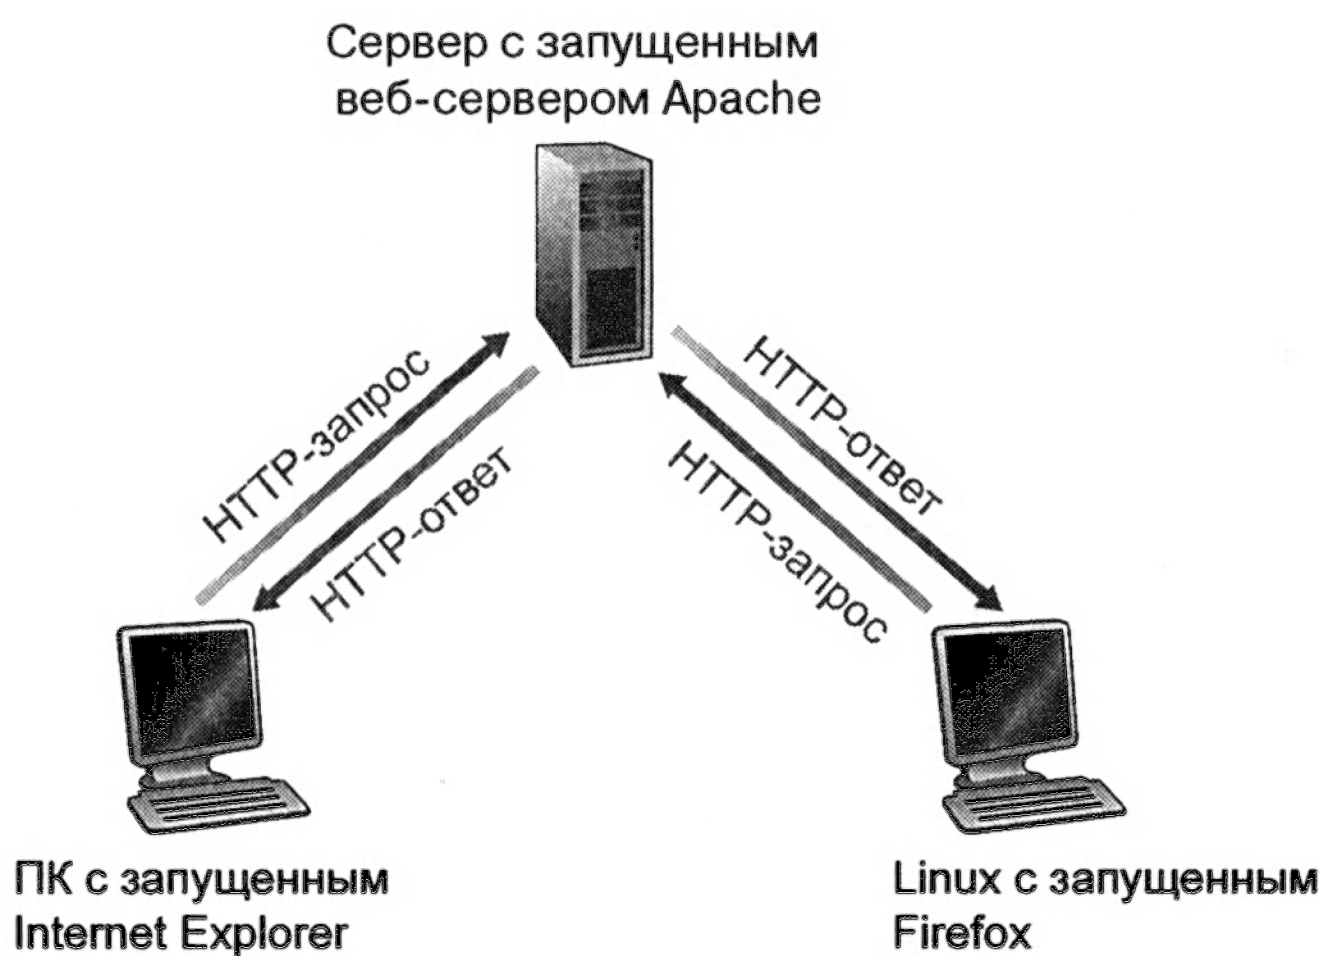 Сервер с запущенным
веб-сервером Apache
HTTP-запрос
HTTP-ответ
HTTP-ответ
HTTP-запрос
ПК с запущенным
Internet Explorer
Linux с запущенным
Firefox